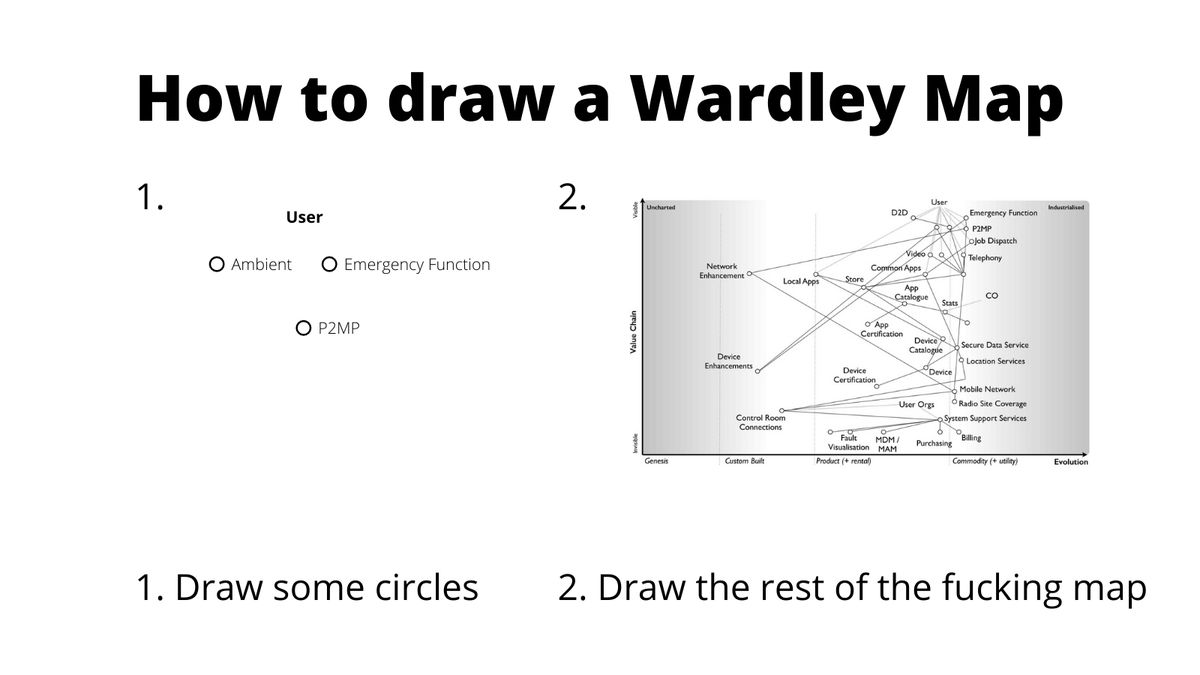 How to draw a Wardley Map
1.
User
Ambient
Emergency Function
P2MP
2.
Visible
Uncharted
User
Industrialised
D2D
Emergency Function
P2MP
Job Dispatch
Video
Telephony
Network
Enhancement
Common Apps
Local Apps
Store
App
Catalogue
CO
Stats
Value Chain
App
Certification
Device
Catalogue
Secure Data Service
Device
Enhancements
Location Services
Device
Certification
Device
Mobile Network
User Orgs
Radio Site Coverage
Control Room
Connections
System Support Services
Fault
Visualisation
MDM /
MAM
Purchasing
Billing
Invisible
Genesis
Custom Built
Product (+ rental)
Commodity (+ utility)
Evolution
1. Draw some circles
2. Draw the rest of the fucking map